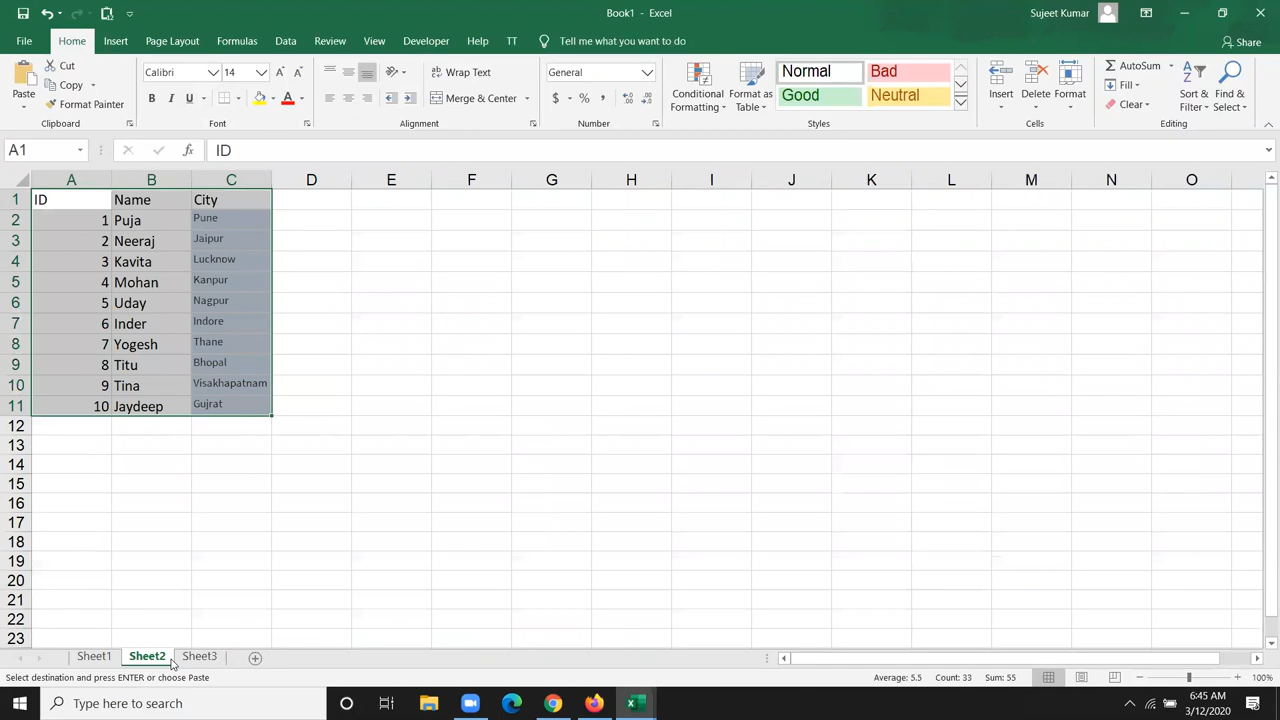 Book1 - Excel
Sujeet Kumar
File Home Insert Page Layout Formulas Data Review View Developer Help TT Tell me what you want to do Share
Paste
Cut
Copy
Format Painter
Clipboard
Calibri 14
B I U
Font
Wrap Text
Merge & Center
Alignment
General
$ % ,
Number
Conditional Formatting
Format as Table
Normal Bad
Good Neutral
Styles
Insert Delete Format
Cells
AutoSum
Fill
Clear
Sort & Filter
Find & Select
Editing
A1 fx ID
A B C D E F G H I J K L M N O
1 ID Name City
2 1 Puja Pune
3 2 Neeraj Jaipur
4 3 Kavita Lucknow
5 4 Mohan Kanpur
6 5 Uday Nagpur
7 6 Inder Indore
8 7 Yogesh Thane
9 8 Titu Bhopal
10 9 Tina Visakhapatnam
11 10 Jaydeep Gujrat
12
13
14
15
16
17
18
19
20
21
22
23
Sheet1 Sheet2 Sheet3
Select destination and press ENTER or choose Paste Average: 5.5 Count: 33 Sum: 55 100%
Type here to search
6:45 AM
3/12/2020